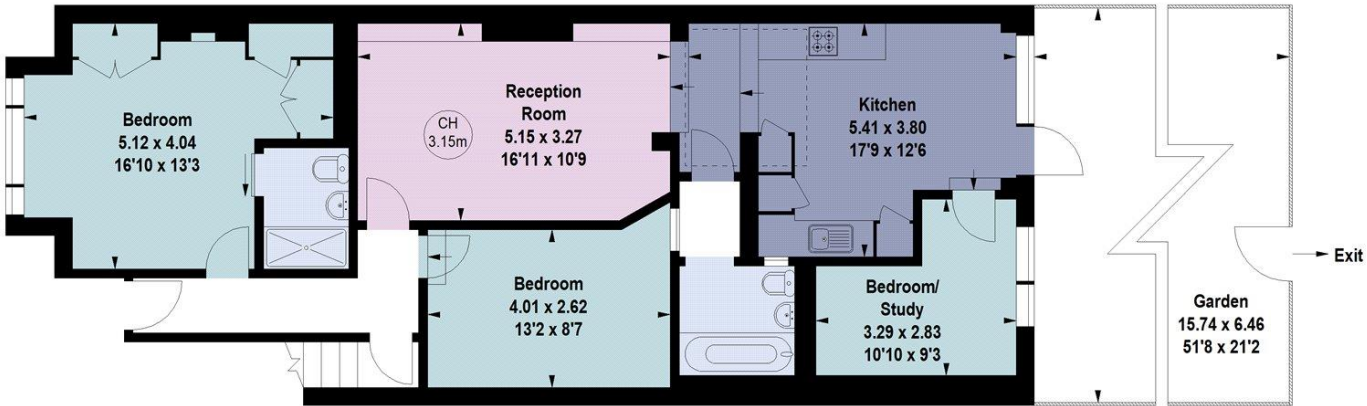 Bedroom
5.12 x 4.04
16'10 x 13'3
CH
3.15m
Reception
Room
5.15 x 3.27
16'11 x 10'9
Kitchen
5.41 x 3.80
17'9 x 12'6
Bedroom
4.01 x 2.62
13'2 x 8'7
Bedroom/
Study
3.29 x 2.83
10'10 x 9'3
Garden
15.74 x 6.46
51'8 x 21'2
Exit